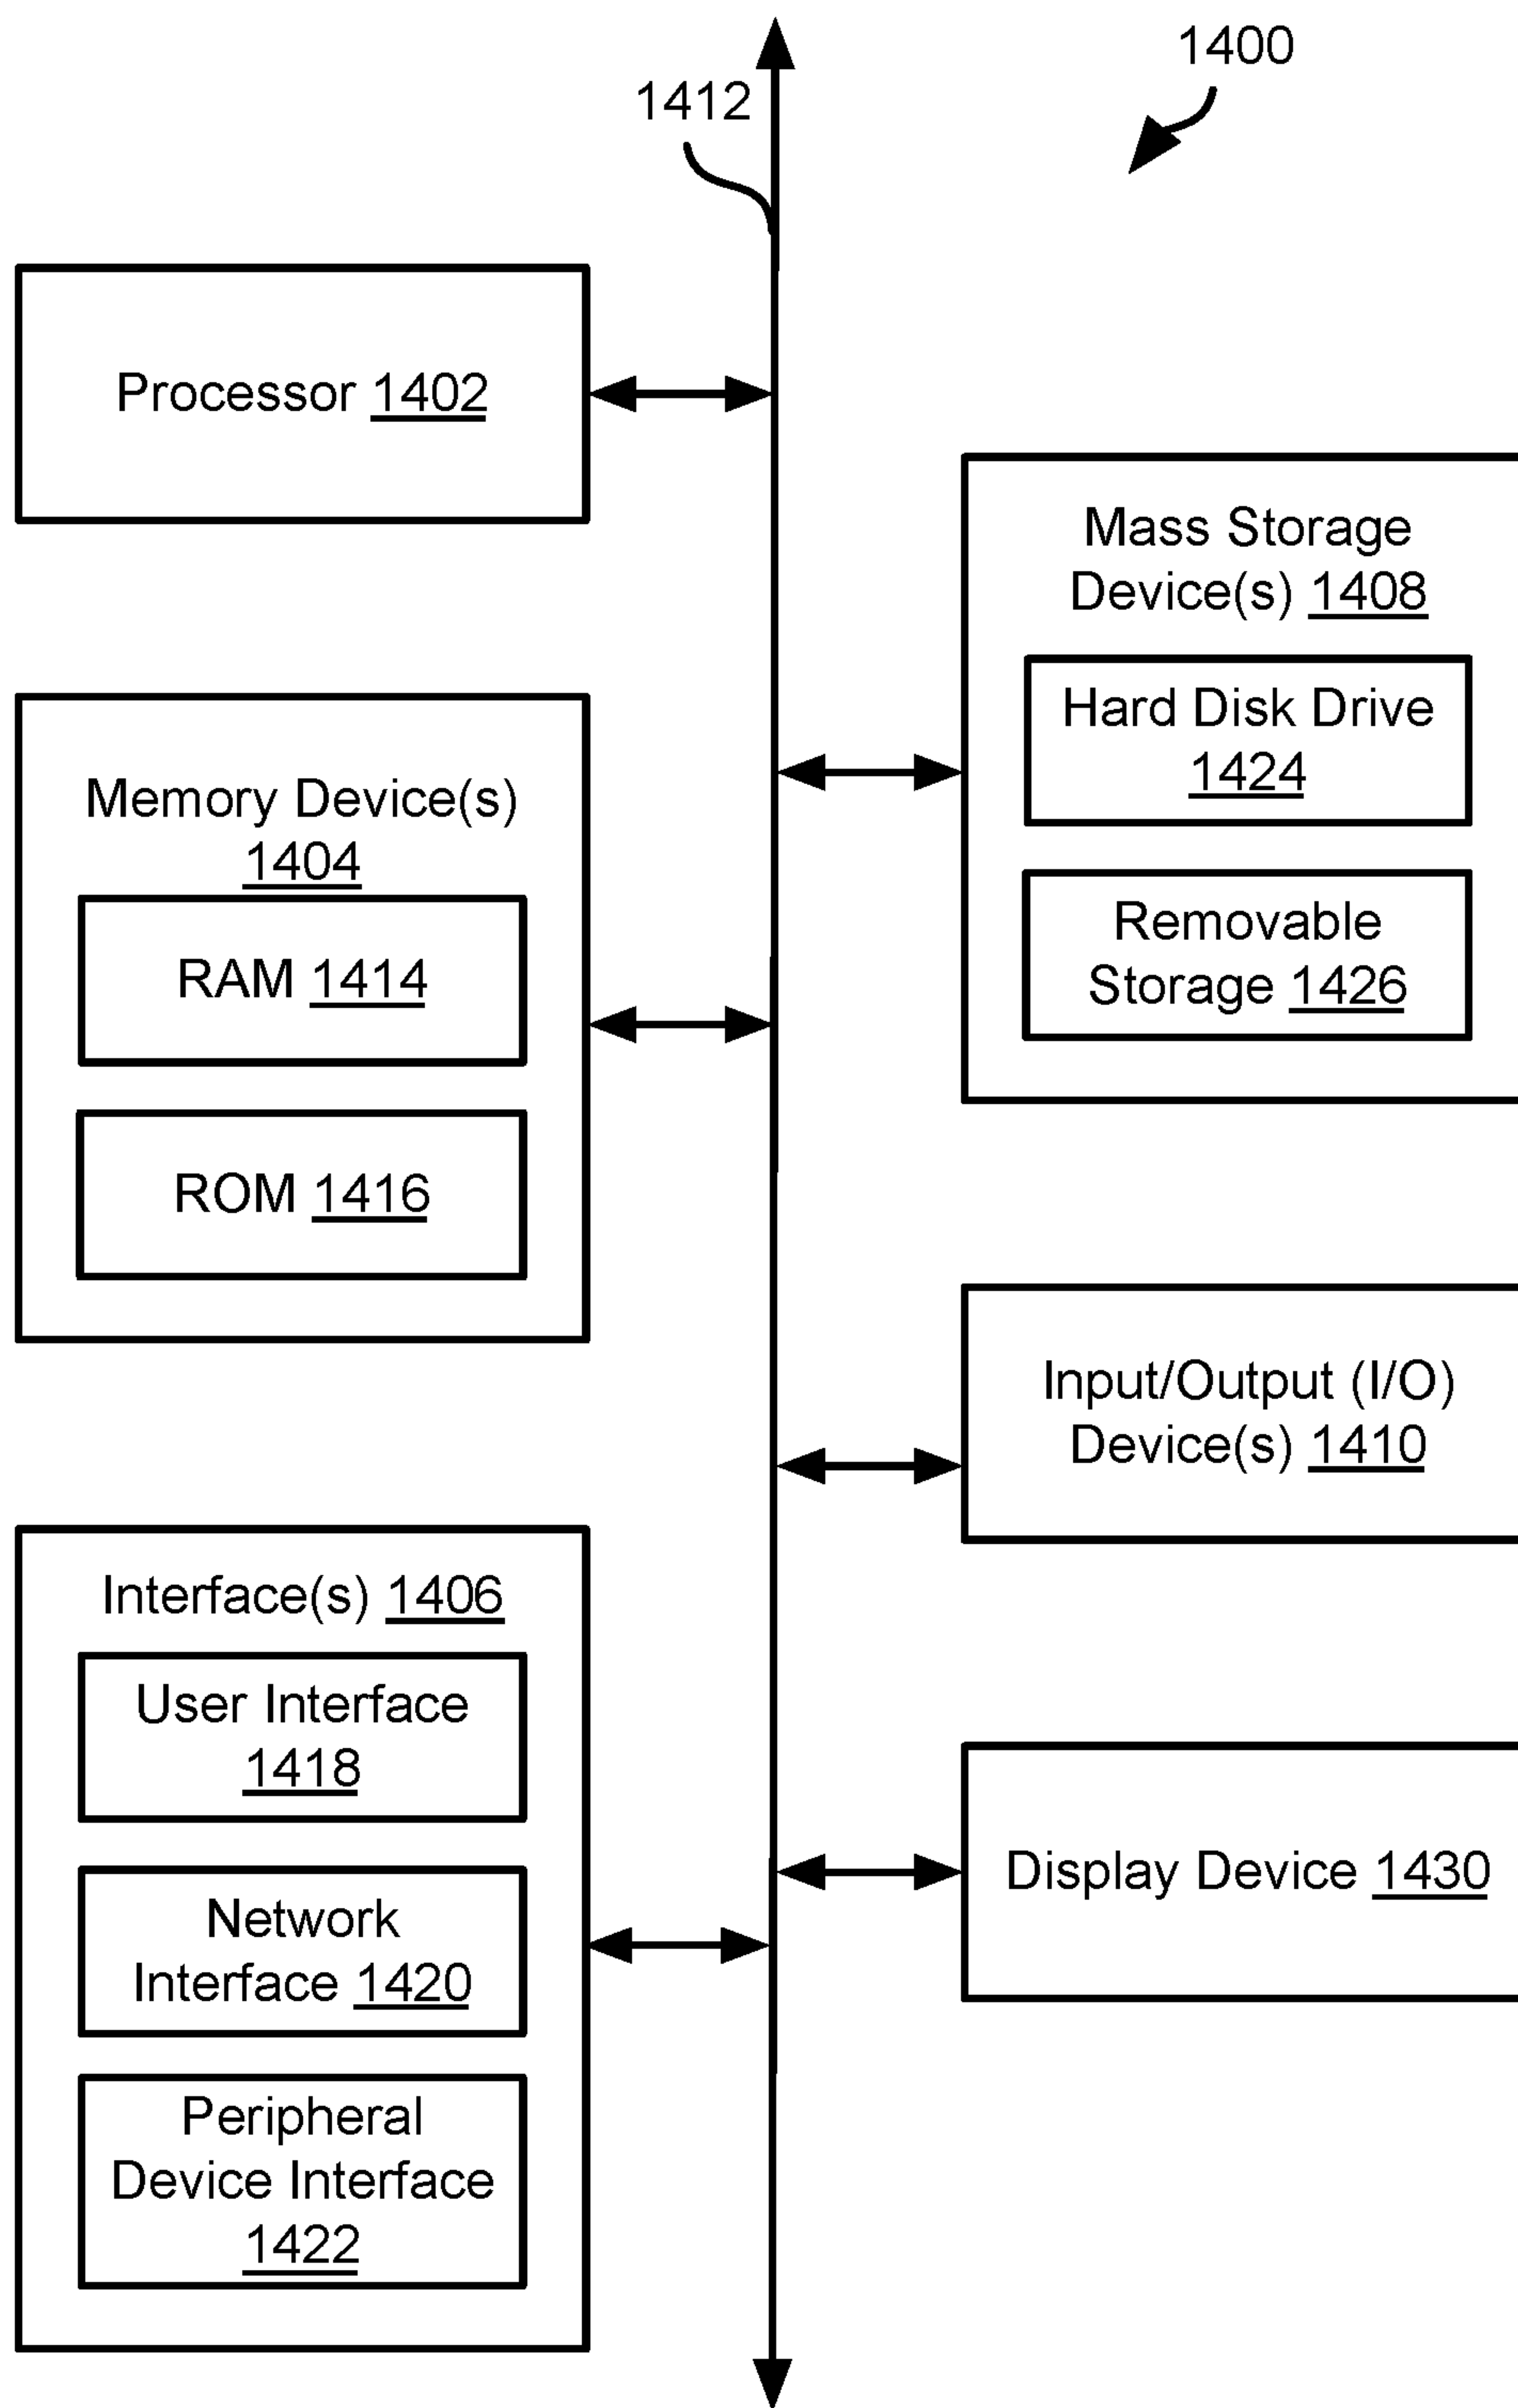 1400
1412
Processor 1402
Memory Device(s)
1404
RAM 1414
ROM 1416
Interface(s) 1406
User Interface
1418
Network
Interface 1420
Peripheral
Device Interface
1422
Mass Storage
Device(s) 1408
Hard Disk Drive
1424
Removable
Storage 1426
Input/Output (I/O)
Device(s) 1410
Display Device 1430